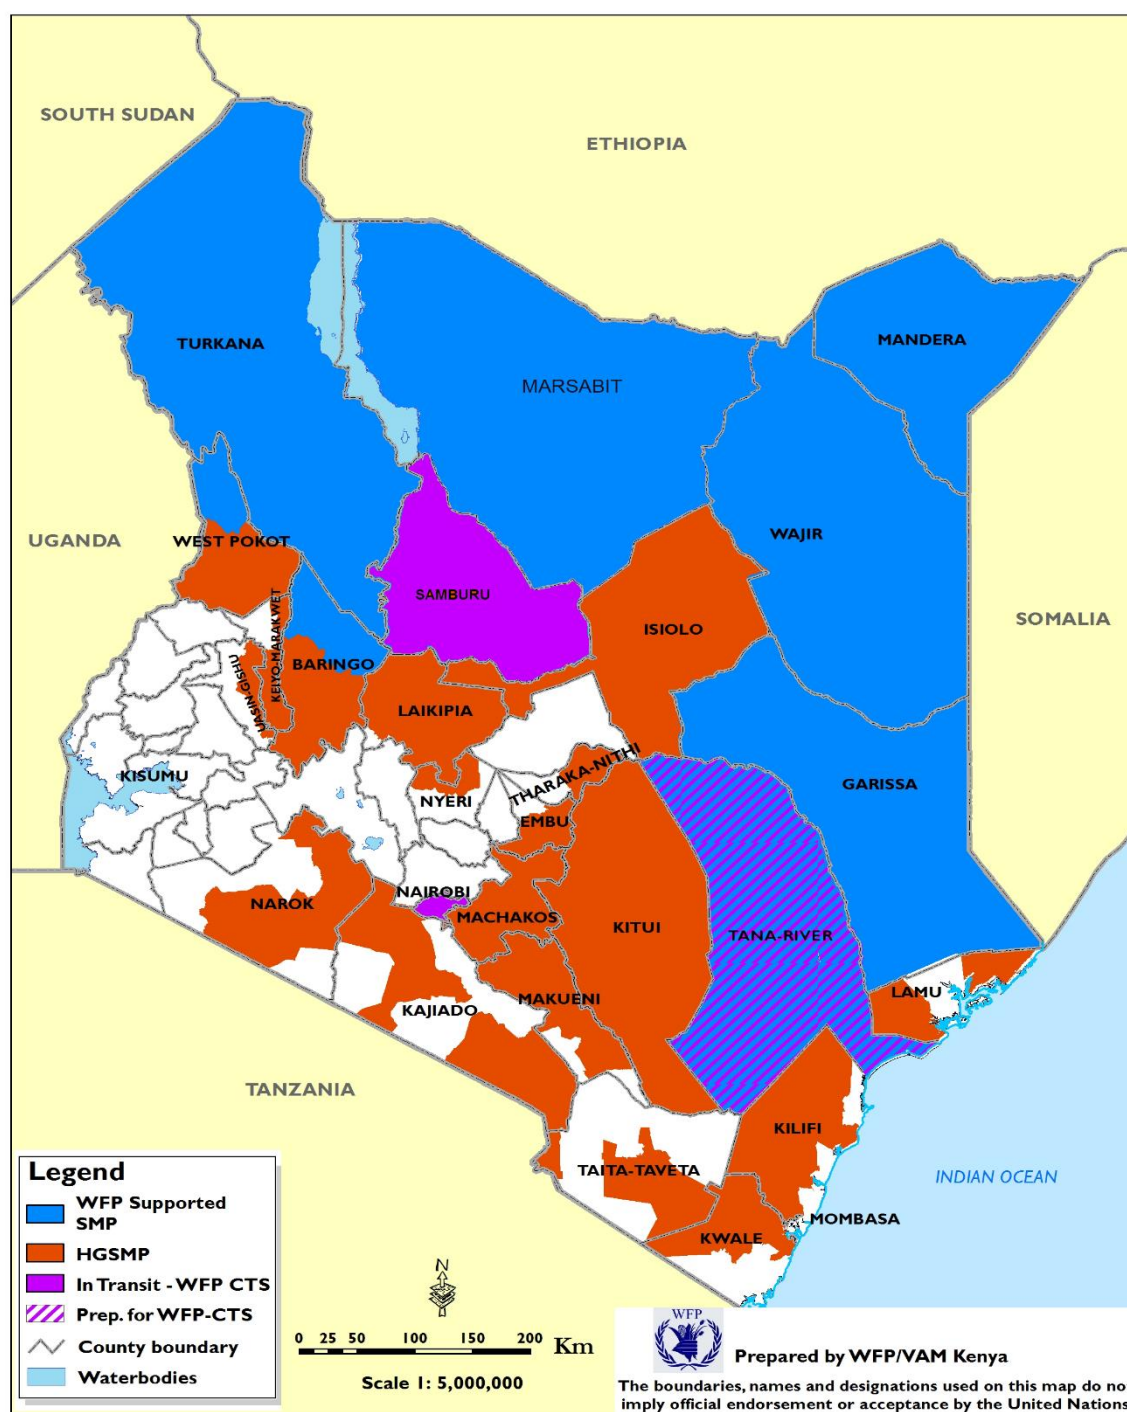 SOUTH SUDAN
ETHIOPIA
TURKANA
MANDERA
MARSABIT
UGANDA
WEST POKOT
WAJIR
SAMBURU
SOMALIA
ISIOLO
KEIYO-MARAKWET
BARINGO
UASIN-GISHU
LAIKIPIA
KISUMU
THARAKA-NITHI
GARISSA
NYERI
EMBU
NAIROBI
NAROK
MACHAKOS
KITUI
TANA-RIVER
LAMU
MAKUENI
KAJIADO
TANZANIA
KILIFI
TAITA-TAVETA
INDIAN OCEAN
MOMBASA
KWALE
Legend
WFP Supported
SMP
HGSMP
In Transit - WFP CTS
Prep. for WFP-CTS
County boundary
Waterbodies
N
0 25 50 100 150 200 Km
Scale 1: 5,000,000
WFP
Prepared by WFP/VAM Kenya
The boundaries, names and designations used on this map do no
imply official endorsement or acceptance by the United Nations